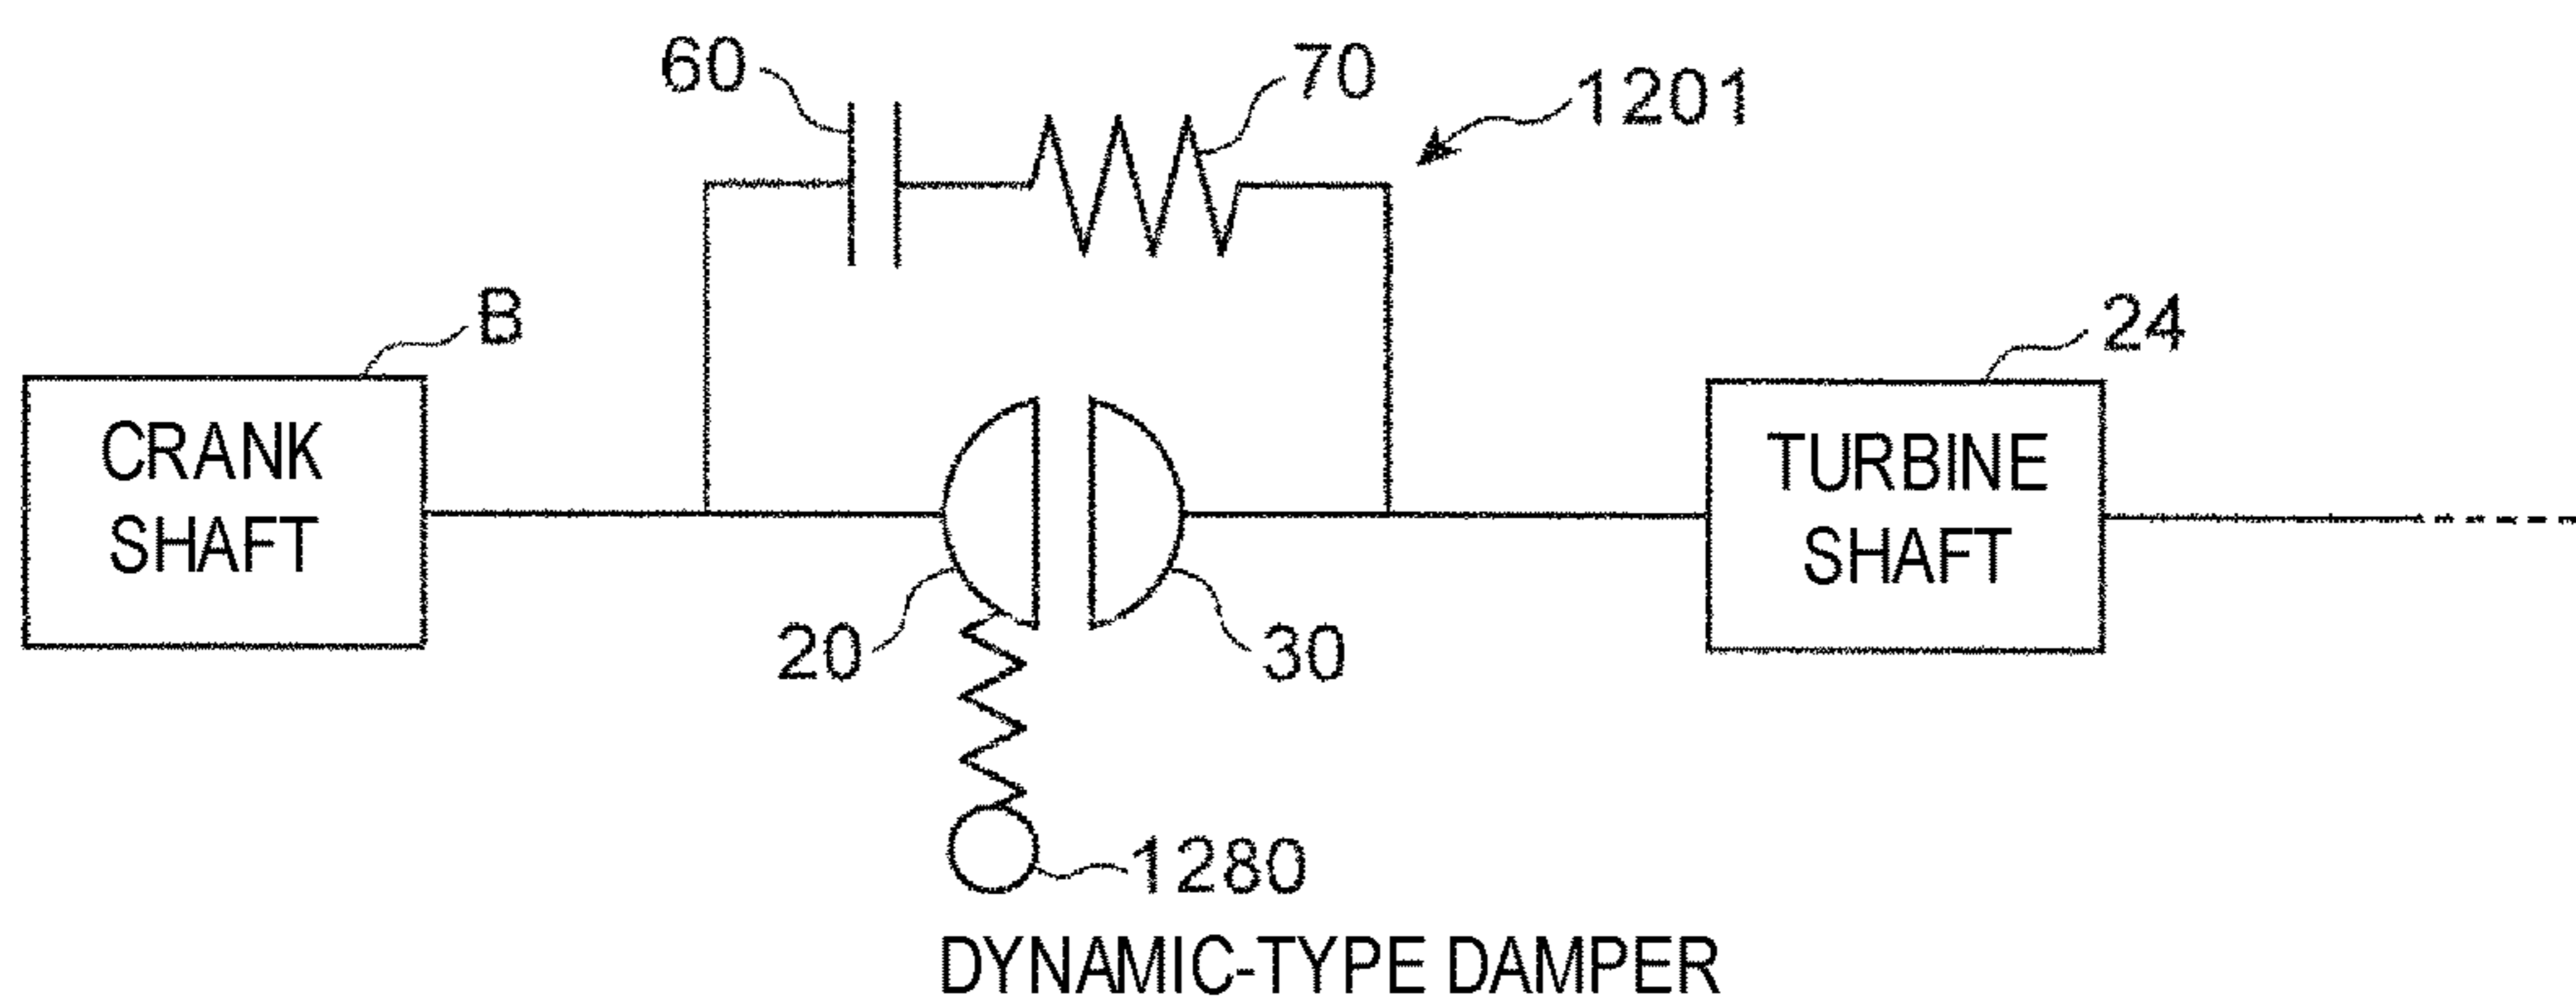 60
70
1201
B
24
CRANK
SHAFT
TURBINE
SHAFT
20
30
1280
DYNAMIC-TYPE DAMPER